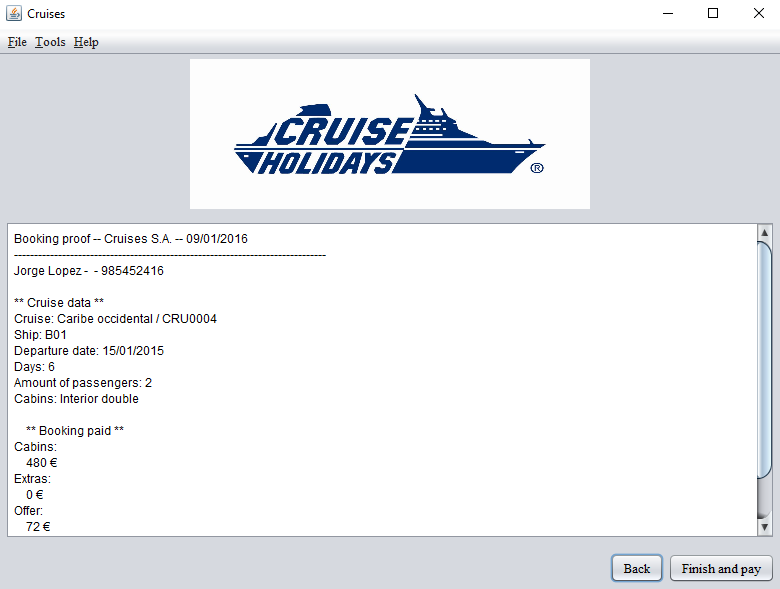 Cruises
File Tools Help
CRUISE
HOLIDAYS®
Booking proof -- Cruises S.A. -- 09/01/2016
------------------------------------------------------------------------------
Jorge Lopez - - 985452416
** Cruise data **
Cruise: Caribe occidental / CRU0004
Ship: B01
Departure date: 15/01/2015
Days: 6
Amount of passengers: 2
Cabins: Interior double
** Booking paid **
Cabins:
480 €
Extras:
0 €
Offer:
72 €
Back Finish and pay